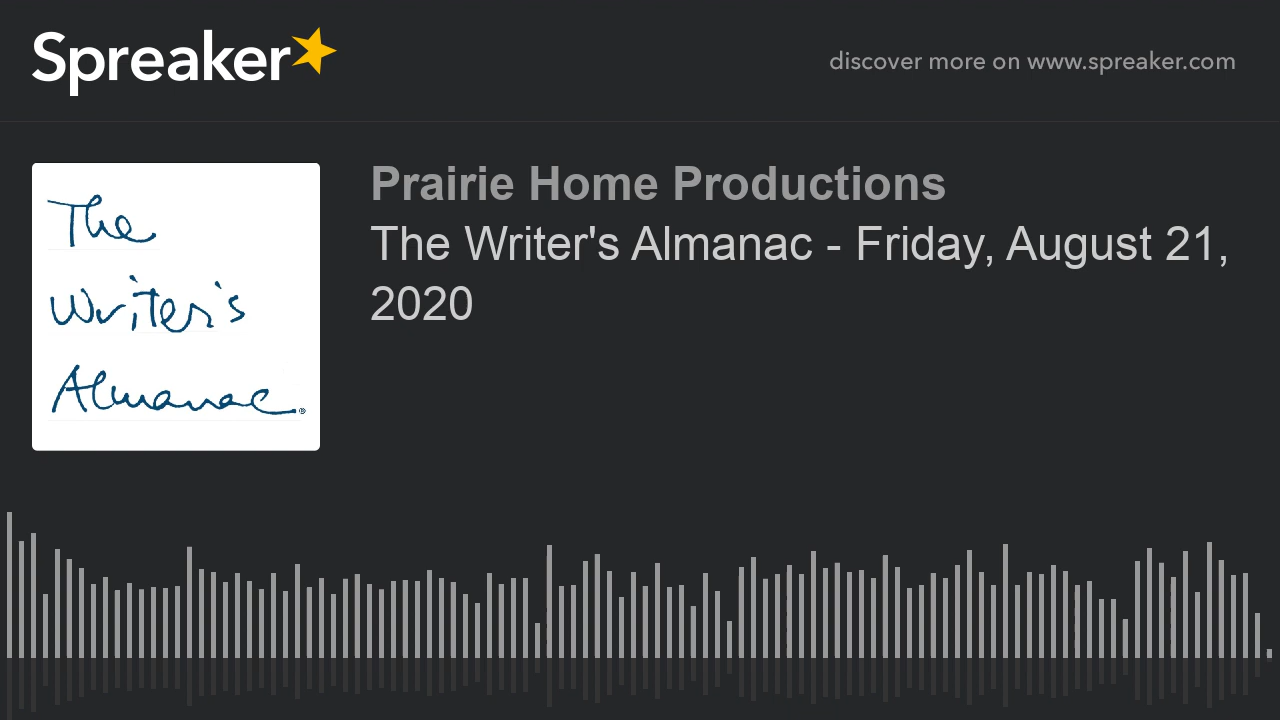 Spreaker
discover more on www.spreaker.com
The
Writer's
Almanac®
Prairie Home Productions
The Writer's Almanac - Friday, August 21,
2020